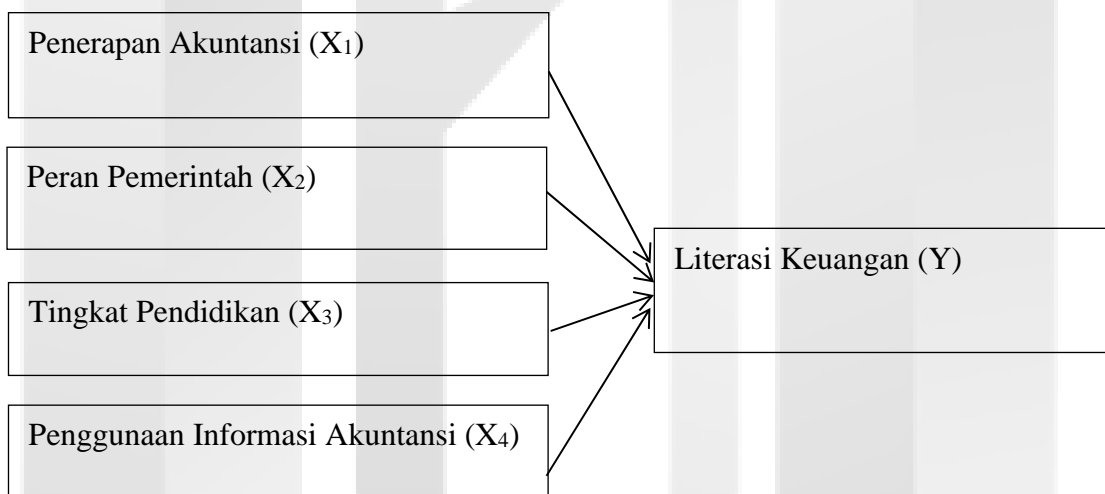 Penerapan Akuntansi (X₁)
Peran Pemerintah (X₂)
Tingkat Pendidikan (X₃)
Penggunaan Informasi Akuntansi (X₄)
Literasi Keuangan (Y)